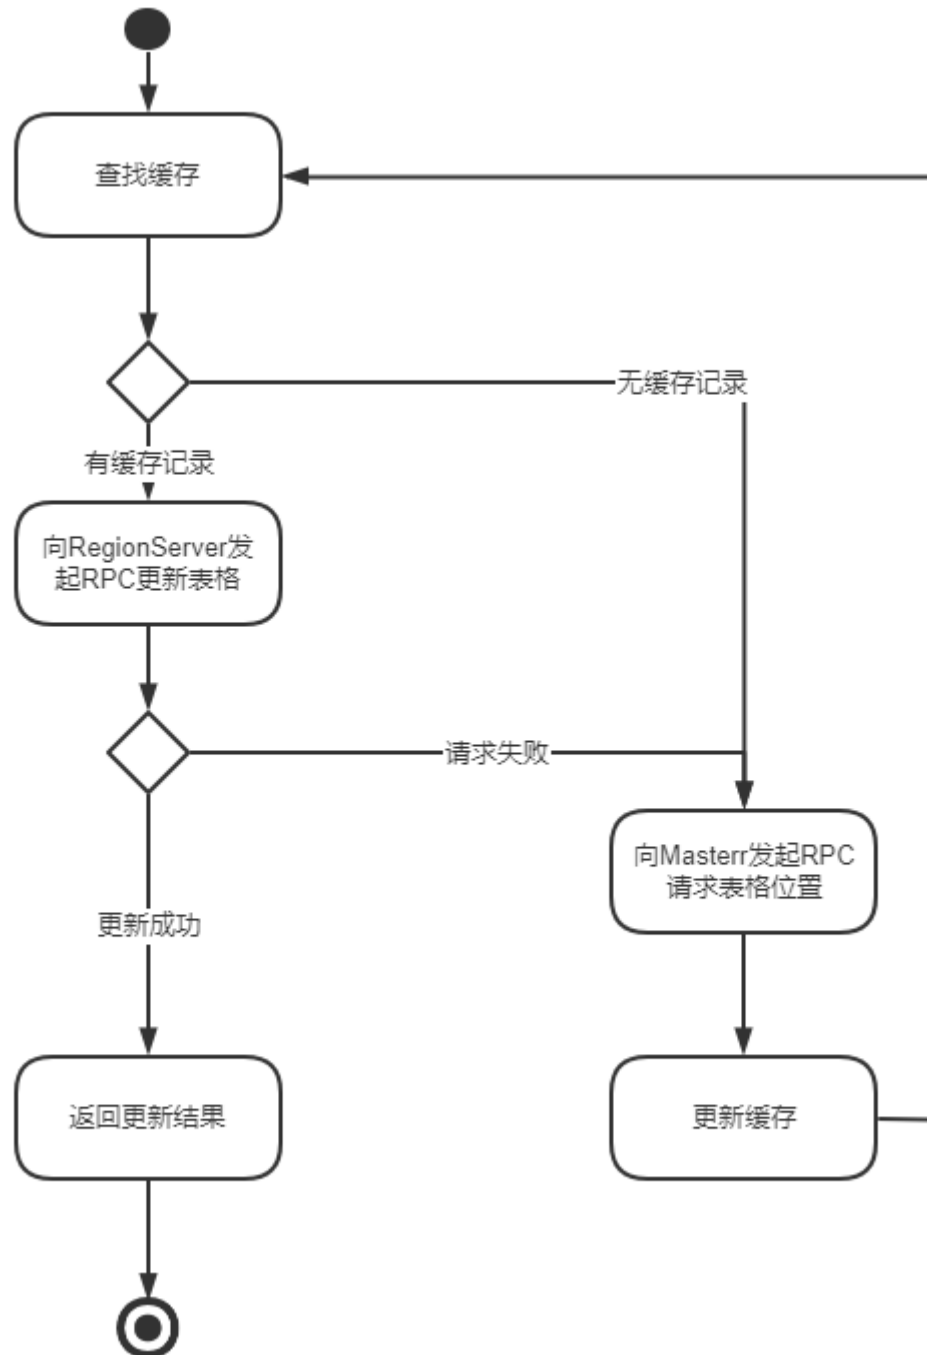 查找缓存
无缓存记录
有缓存记录
向RegionServer发
起RPC更新表格
请求失败
向Masterr发起RPC
请求表格位置
更新成功
返回更新结果
更新缓存